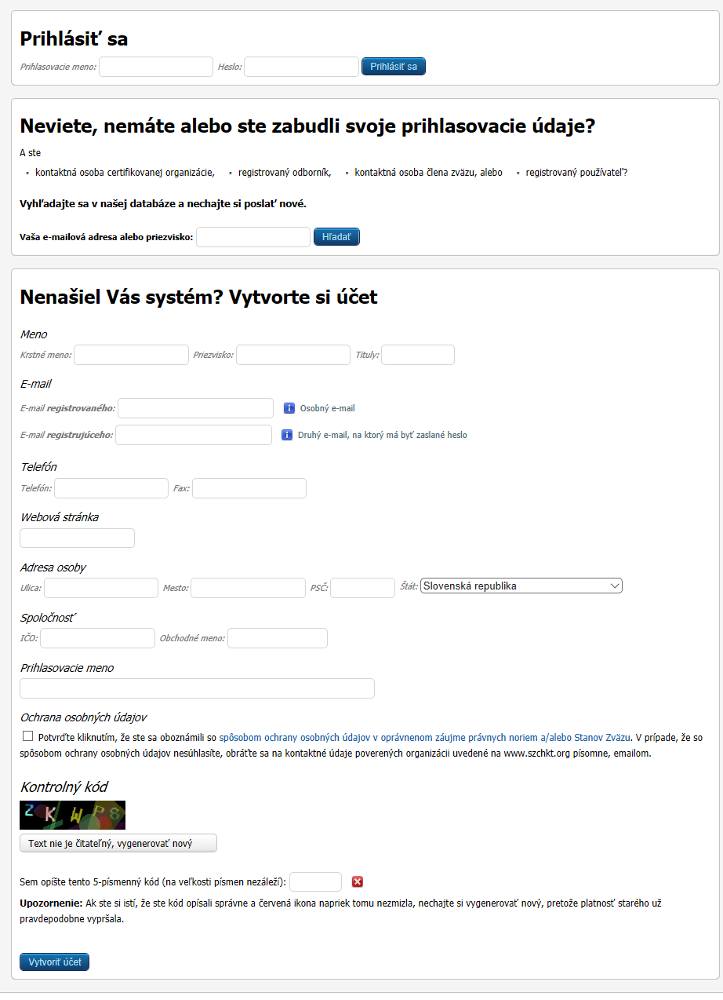 Prihlásiť sa
Prihlasovacie meno: Heslo: Prihlásiť sa
Neviete, nemáte alebo ste zabudli svoje prihlasovacie údaje?
A ste
kontaktná osoba certifikovanej organizácie, registrovaný odborník, kontaktná osoba člena zväzu, alebo registrovaný používateľ?
Vyhľadajte sa v našej databáze a nechajte si poslať nové.
Vaša e-mailová adresa alebo priezvisko: Hľadať
Nenašiel Vás systém? Vytvorte si účet
Meno
Krstné meno: Priezvisko: Tituly:
E-mail
E-mail registrovaného: Osobný e-mail
E-mail registrujúceho: Druhý e-mail, na ktorý má byť zaslané heslo
Telefón
Telefón: Fax:
Webová stránka
Adresa osoby
Ulica: Mesto: PSČ: Štát: Slovenská republika
Spoločnosť
IČO: Obchodné meno:
Prihlasovacie meno
Ochrana osobných údajov
Potvrďte kliknutím, že ste sa oboznámili so spôsobom ochrany osobných údajov v oprávnenom záujme právnych noriem a/alebo Stanov Zväzu. V prípade, že so
spôsobom ochrany osobných údajov nesúhlasíte, obráťte sa na kontaktné údaje poverených organizácii uvedené na www.szchkt.org písomne, emailom.
Kontrolný kód
Text nie je čitateľný, vygenerovať nový
Sem opíšte tento 5-písmenný kód (na veľkosti písmen nezáleží):
Upozornenie: Ak ste si istí, že ste kód opísali správne a červená ikona napriek tomu nezmizla, nechajte si vygenerovať nový, pretože platnosť starého už
pravdepodobne vypršala.
Vytvoriť účet